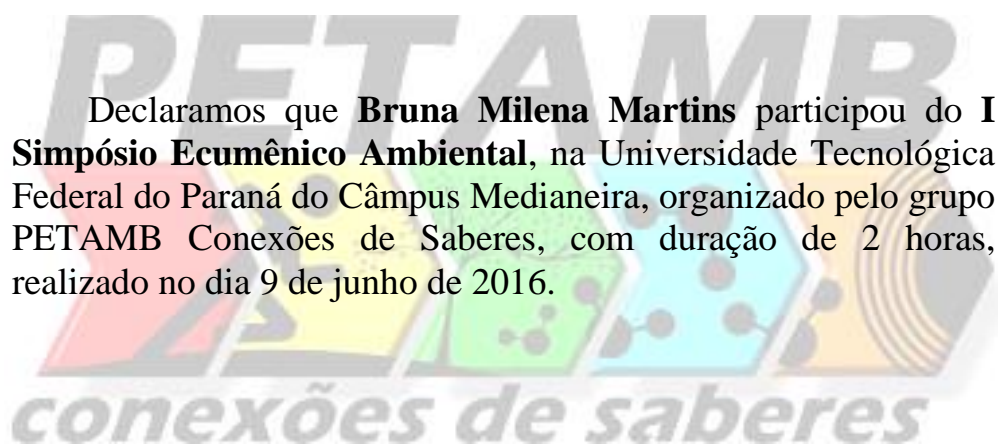 PETAMB
Declaramos que Bruna Milena Martins participou do I
Simpósio Ecumênico Ambiental, na Universidade Tecnológica
Federal do Paraná do Câmpus Medianeira, organizado pelo grupo
PETAMB Conexões de Saberes, com duração de 2 horas,
realizado no dia 9 de junho de 2016.
conexões de saberes